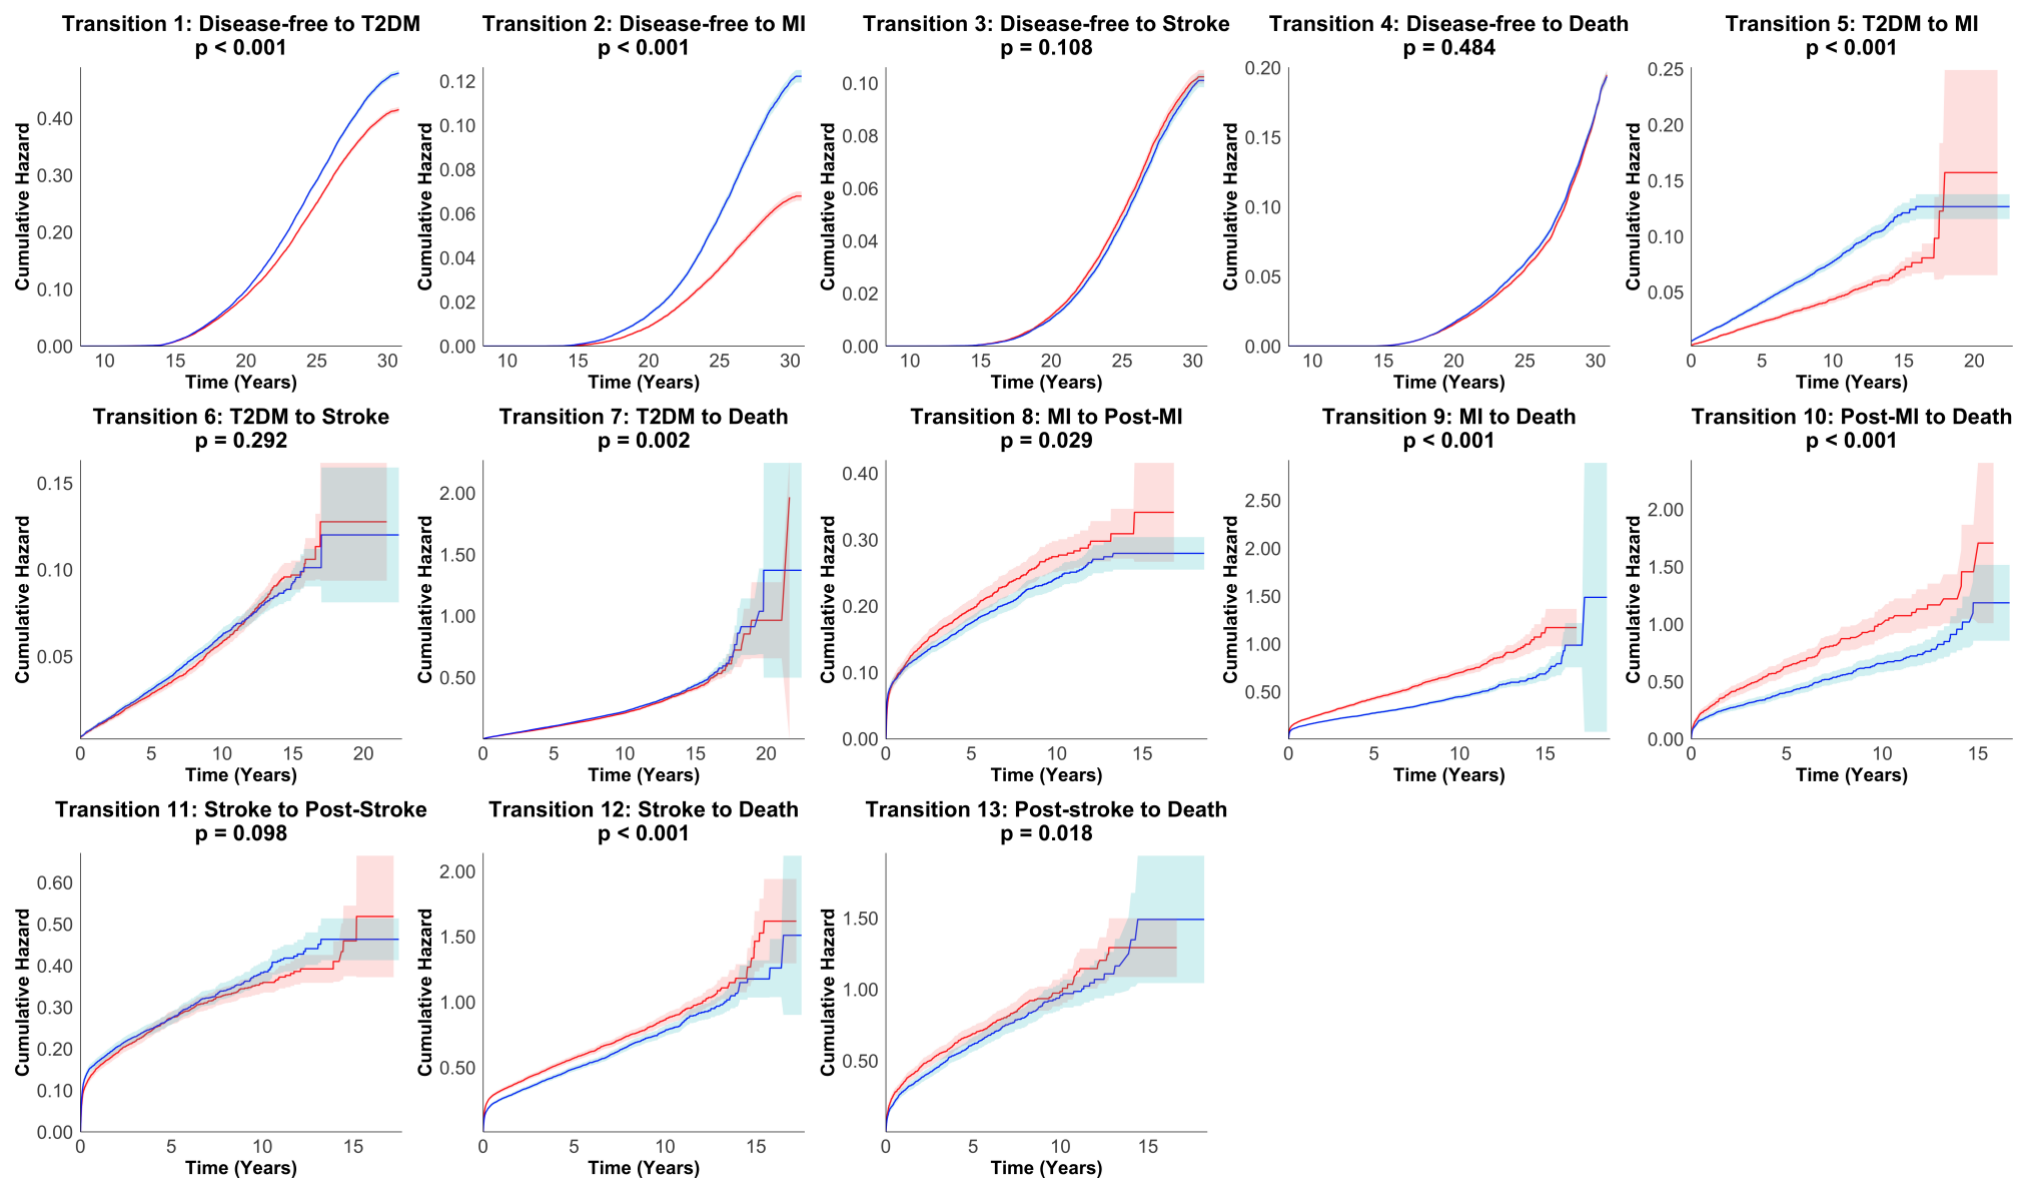 Transition 1: Disease-free to T2DM
p < 0.001
Cumulative Hazard
0.40
0.30
0.20
0.10
0.00
10 15 20 25 30
Time (Years)
Transition 2: Disease-free to MI
p < 0.001
Cumulative Hazard
0.12
0.10
0.08
0.06
0.04
0.02
0.00
10 15 20 25 30
Time (Years)
Transition 3: Disease-free to Stroke
p = 0.108
Cumulative Hazard
0.10
0.08
0.06
0.04
0.02
0.00
10 15 20 25 30
Time (Years)
Transition 4: Disease-free to Death
p = 0.484
Cumulative Hazard
0.20
0.15
0.10
0.05
0.00
10 15 20 25 30
Time (Years)
Transition 5: T2DM to MI
p < 0.001
Cumulative Hazard
0.25
0.20
0.15
0.10
0.05
0 5 10 15 20
Time (Years)
Transition 6: T2DM to Stroke
p = 0.292
Cumulative Hazard
0.15
0.10
0.05
0 5 10 15 20
Time (Years)
Transition 7: T2DM to Death
p = 0.002
Cumulative Hazard
2.00
1.50
1.00
0.50
0 5 10 15 20
Time (Years)
Transition 8: MI to Post-MI
p = 0.029
Cumulative Hazard
0.40
0.30
0.20
0.10
0.00
0 5 10 15
Time (Years)
Transition 9: MI to Death
p < 0.001
Cumulative Hazard
2.50
2.00
1.50
1.00
0.50
0 5 10 15
Time (Years)
Transition 10: Post-MI to Death
p < 0.001
Cumulative Hazard
2.00
1.50
1.00
0.50
0.00
0 5 10 15
Time (Years)
Transition 11: Stroke to Post-Stroke
p = 0.098
Cumulative Hazard
0.60
0.50
0.40
0.30
0.20
0.10
0.00
0 5 10 15
Time (Years)
Transition 12: Stroke to Death
p < 0.001
Cumulative Hazard
2.00
1.50
1.00
0.50
0 5 10 15
Time (Years)
Transition 13: Post-stroke to Death
p = 0.018
Cumulative Hazard
1.50
1.00
0.50
0 5 10 15
Time (Years)